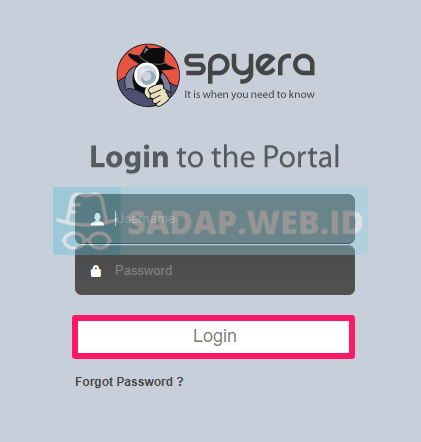 spyera
It is when you need to know
Login to the Portal
Username
SADAP.WEB.ID
Password
Login
Forgot Password ?